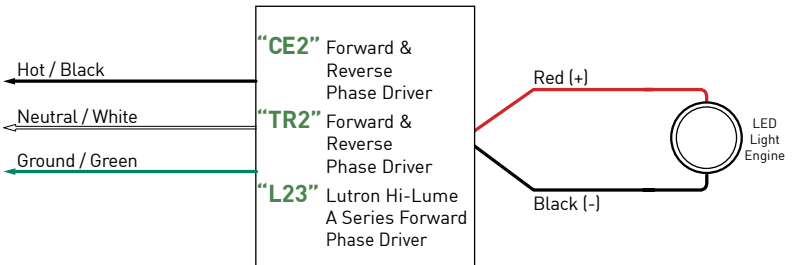 Hot / Black
Neutral / White
Ground / Green
“CE2” Forward &
Reverse
Phase Driver
“TR2” Forward &
Reverse
Phase Driver
“L23” Lutron Hi-Lume
A Series Forward
Phase Driver
Red (+)
Black (-)
LED
Light
Engine